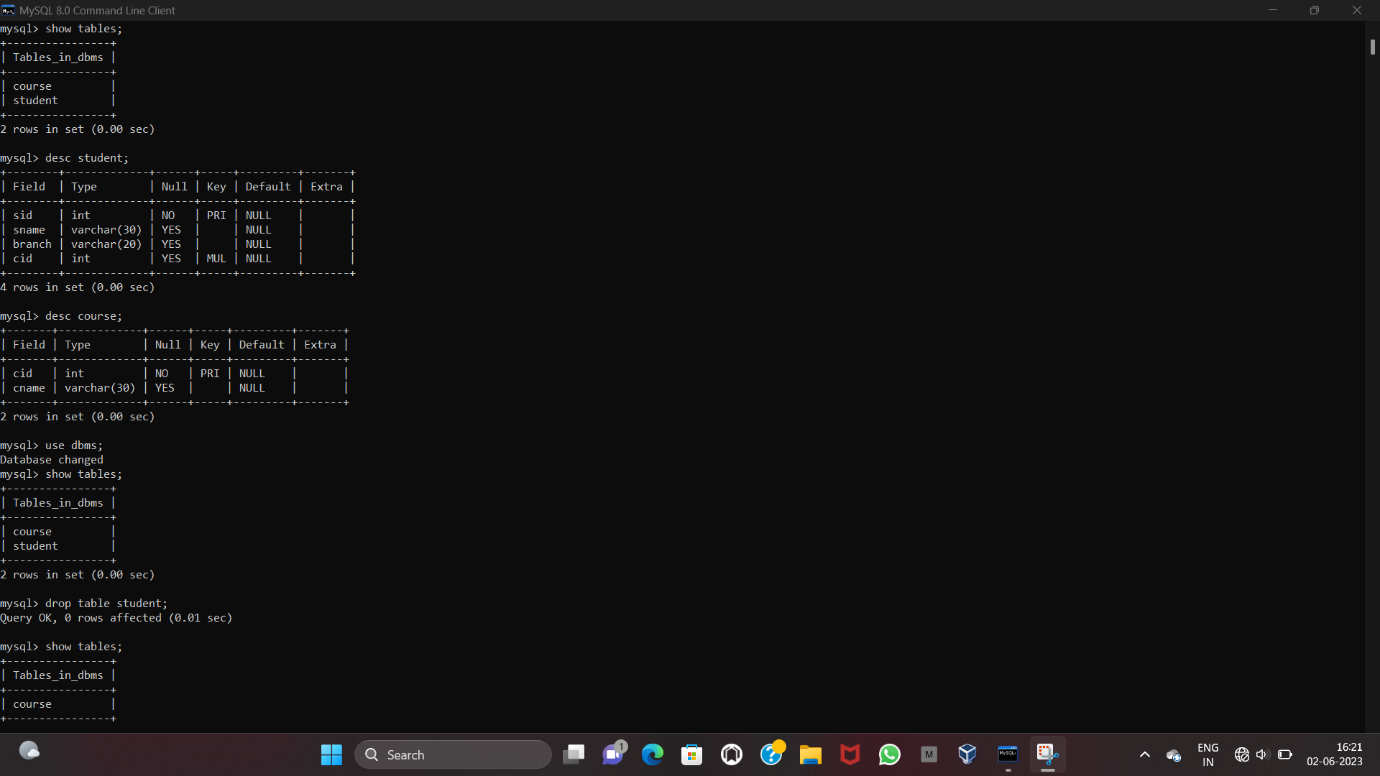 MySQL 8.0 Command Line Client
mysql> show tables;
+----------------+
| Tables_in_dbms |
+----------------+
| course         |
| student        |
+----------------+
2 rows in set (0.00 sec)
mysql> desc student;
+--------+-------------+------+-----+---------+-------+
| Field  | Type        | Null | Key | Default | Extra |
+--------+-------------+------+-----+---------+-------+
| sid    | int         | NO   | PRI | NULL    |       |
| sname  | varchar(30) | YES  |     | NULL    |       |
| branch | varchar(20) | YES  |     | NULL    |       |
| cid    | int         | YES  | MUL | NULL    |       |
+--------+-------------+------+-----+---------+-------+
4 rows in set (0.00 sec)
mysql> desc course;
+-------+-------------+------+-----+---------+-------+
| Field | Type        | Null | Key | Default | Extra |
+-------+-------------+------+-----+---------+-------+
| cid   | int         | NO   | PRI | NULL    |       |
| cname | varchar(30) | YES  |     | NULL    |       |
+-------+-------------+------+-----+---------+-------+
2 rows in set (0.00 sec)
mysql> use dbms;
Database changed
mysql> show tables;
+----------------+
| Tables_in_dbms |
+----------------+
| course         |
| student        |
+----------------+
2 rows in set (0.00 sec)
mysql> drop table student;
Query OK, 0 rows affected (0.01 sec)
mysql> show tables;
+----------------+
| Tables_in_dbms |
+----------------+
| course         |
+----------------+
Search
1
M
ENG
IN
16:21
02-06-2023